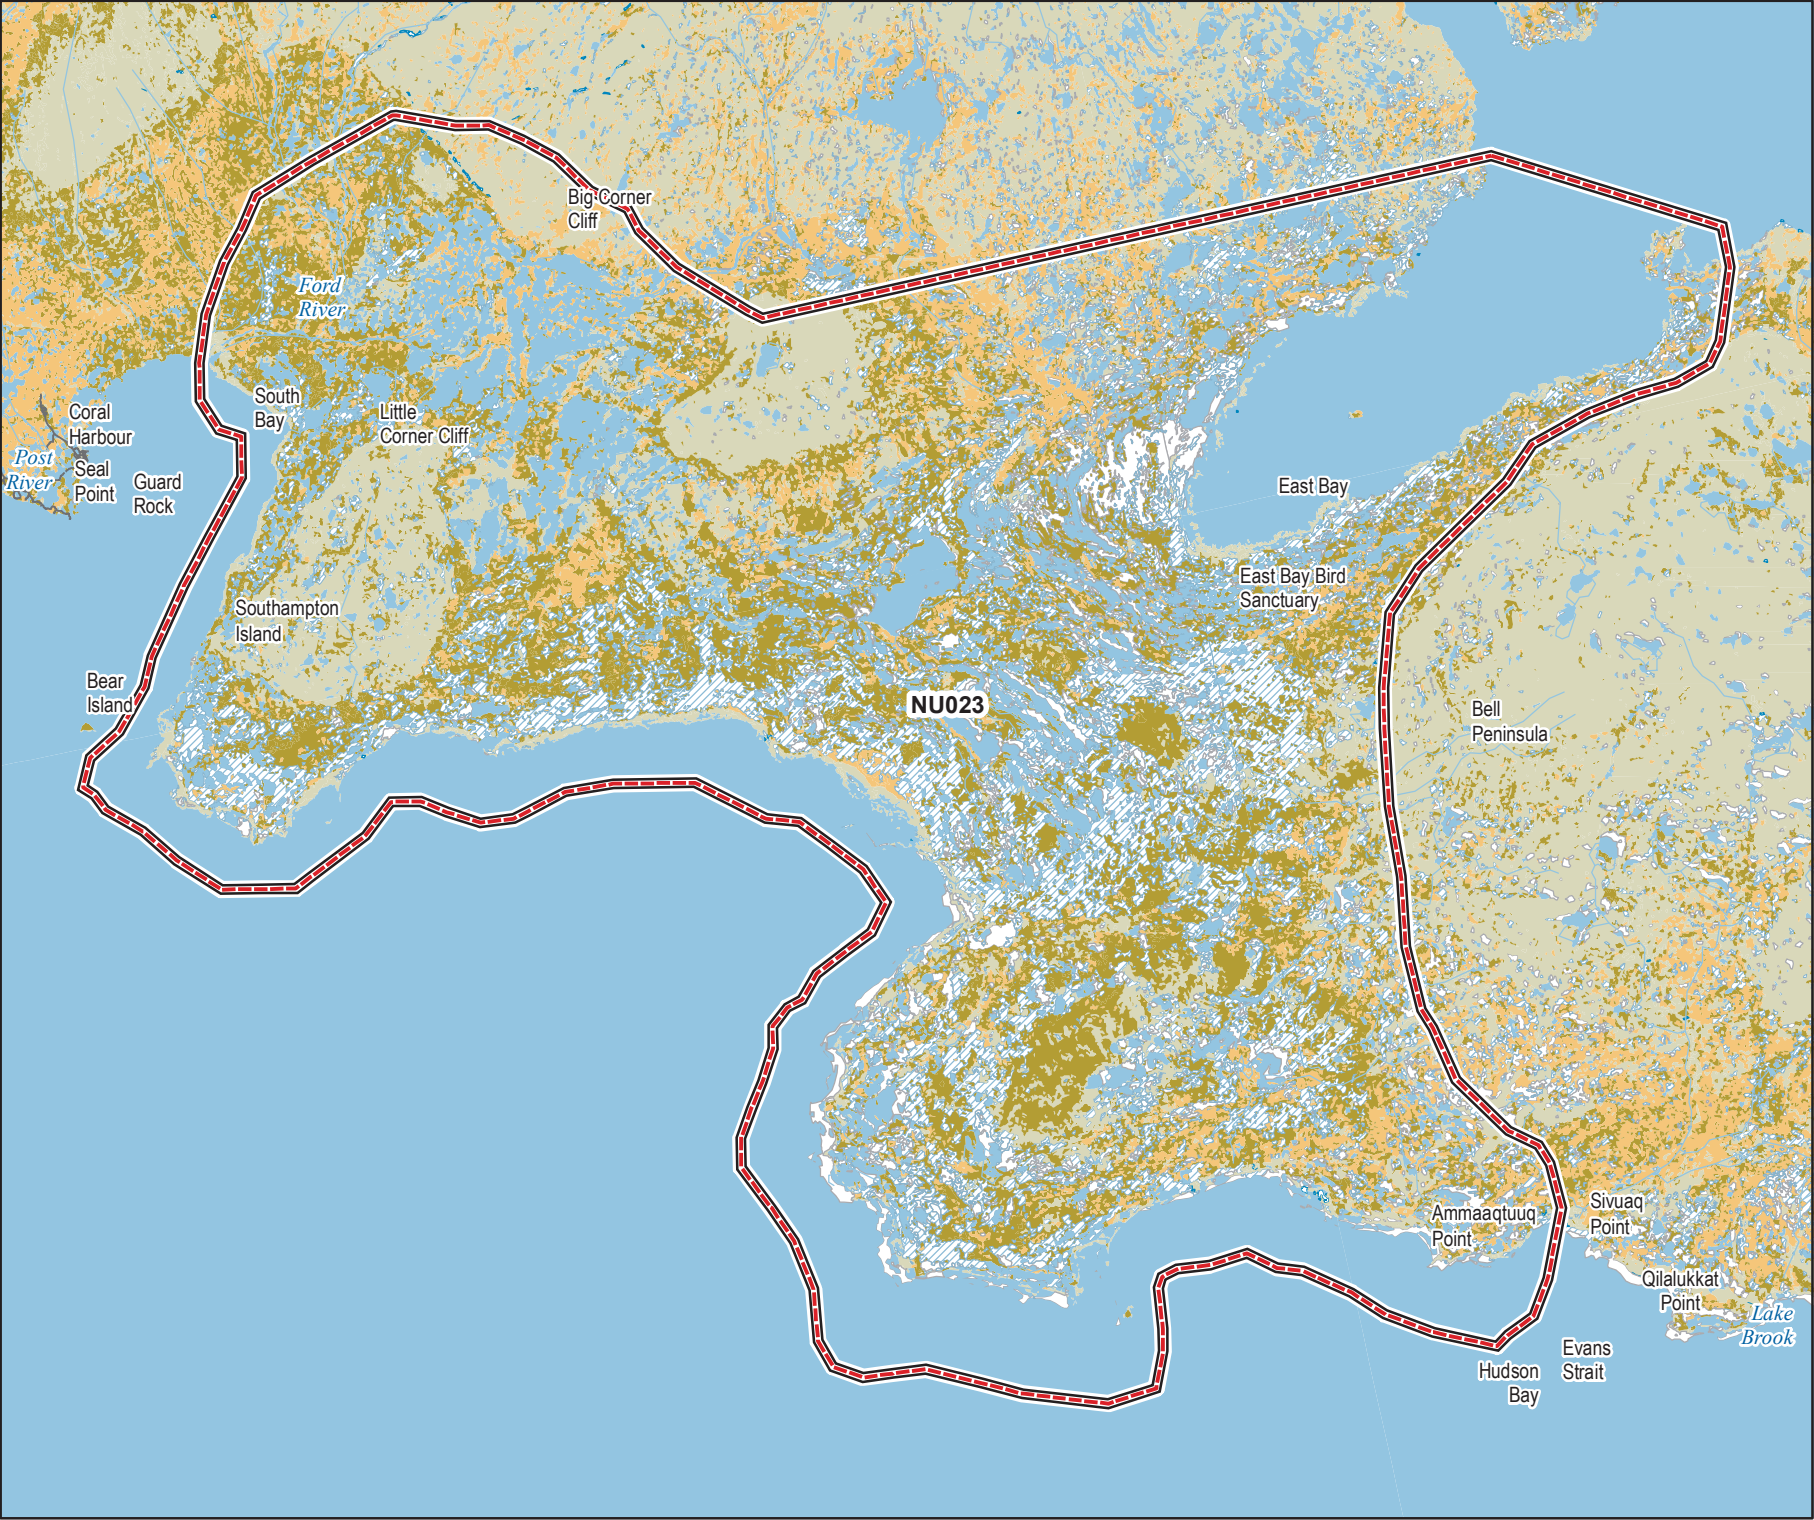 Big Corner
Cliff
Ford
River
South
Bay
Little
Corner Cliff
Coral
Harbour
Post
River
Seal
Point
Guard
Rock
East Bay
East Bay Bird
Sanctuary
Southampton
Island
Bear
Island
NU023
Bell
Peninsula
Ammaaqtuuq
Point
Sivuaq
Point
Qilalukkat
Point
Lake
Brook
Evans
Strait
Hudson
Bay